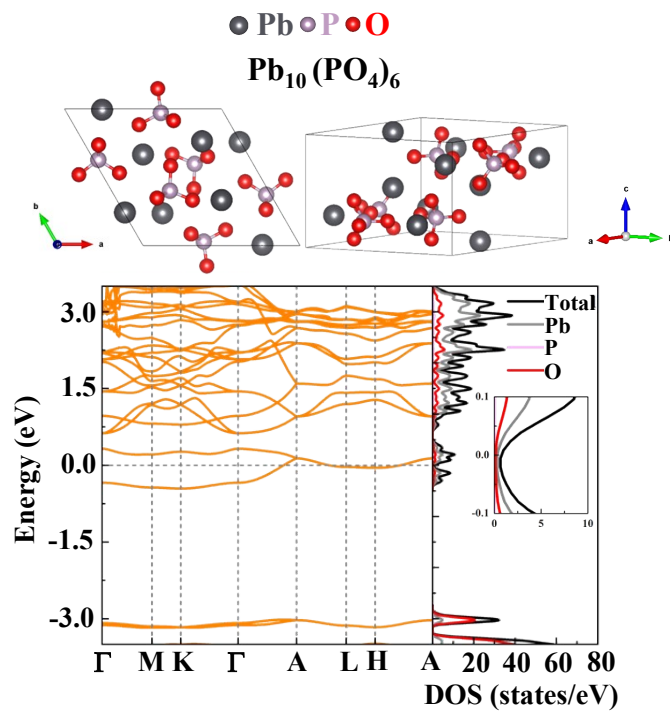 Pb P O
Pb₁₀(PO₄)₆
b
a
c
a
3.0
1.5
0.0
-1.5
-3.0
Energy (eV)
Γ M K Γ A L H A
Total
Pb
P
O
0.1
0.0
-0.1
0 5 10
20 40 60 80
DOS (states/eV)